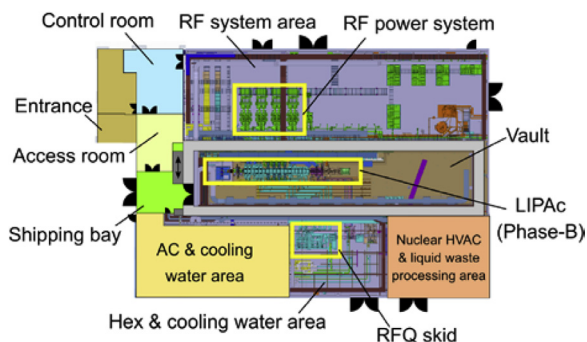 Control room
RF system area
RF power system
Entrance
Access room
Vault
LIPAc
(Phase-B)
Shipping bay
AC & cooling
water area
Nuclear HVAC
& liquid waste
processing area
Hex & cooling water area
RFQ skid